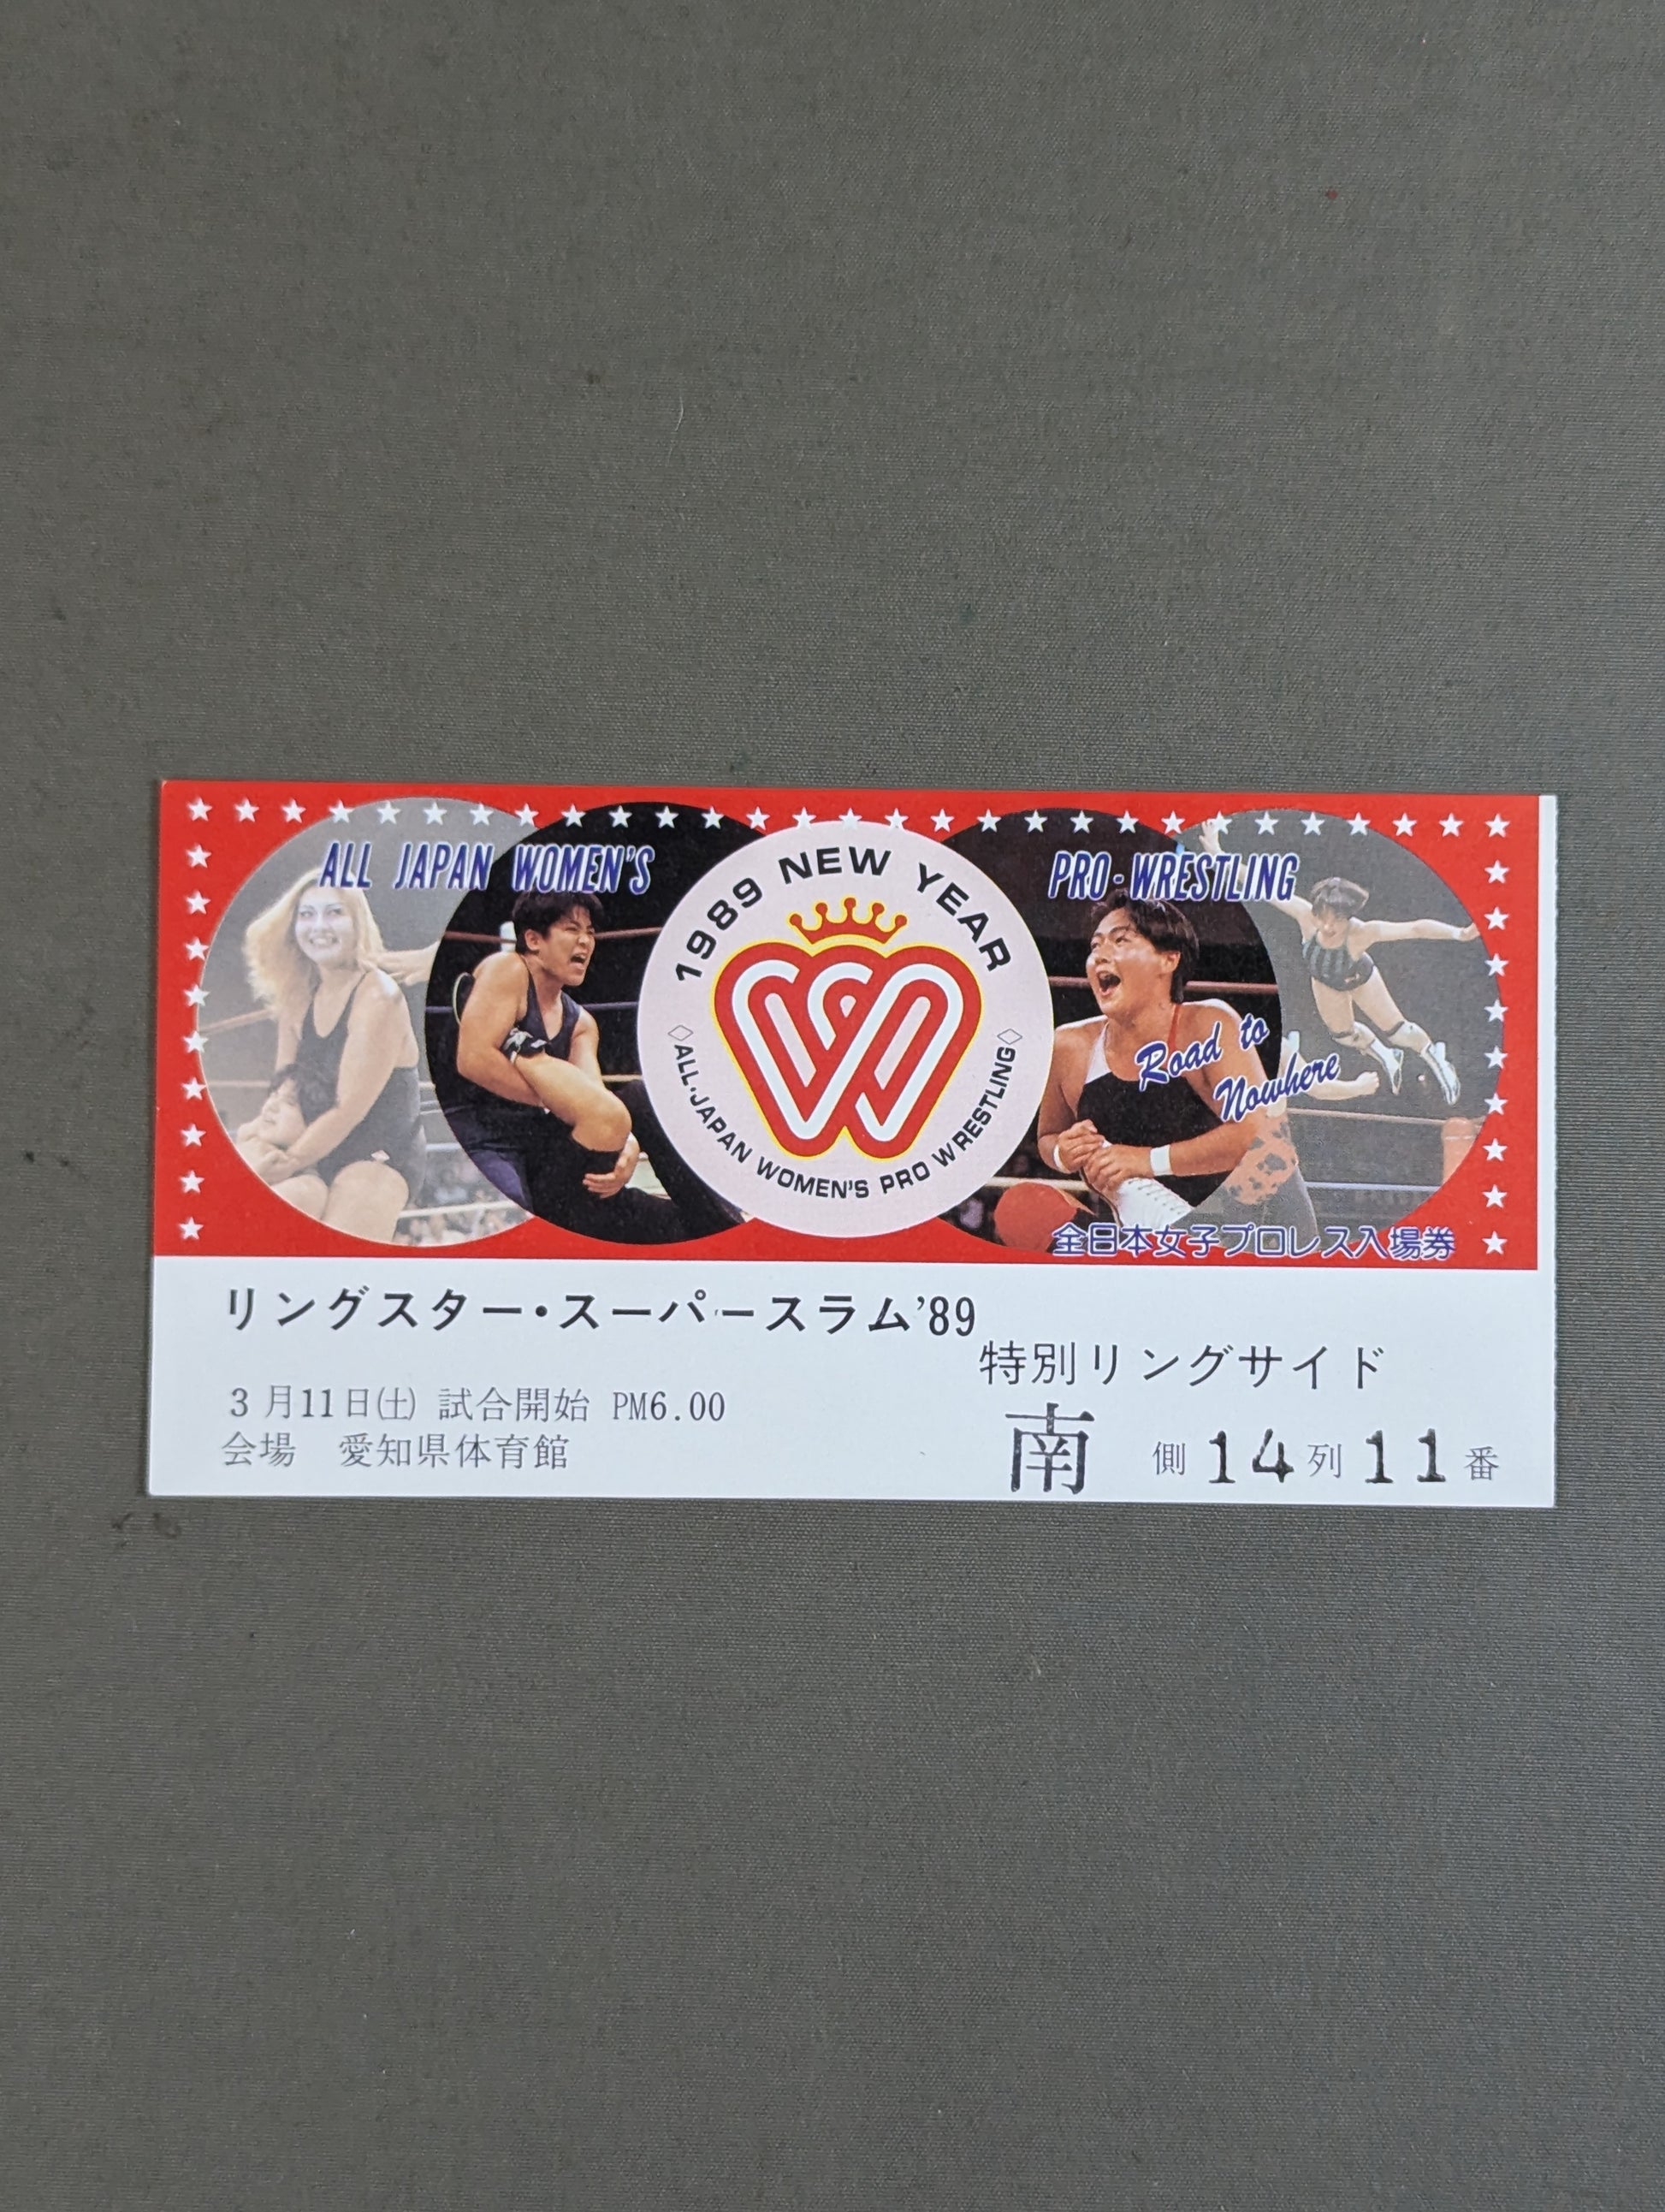 ALL JAPAN WOMEN'S
PRO-WRESTLING
1989 NEW YEAR
ALL·JAPAN WOMEN'S PRO WRESTLING
Road to
Nowhere
全日本女子プロレス入場券
リングスター・スーパースラム'89
特別リングサイド
3月11日(土) 試合開始 PM6.00
会場 愛知県体育館
南 側 14 列 11 番